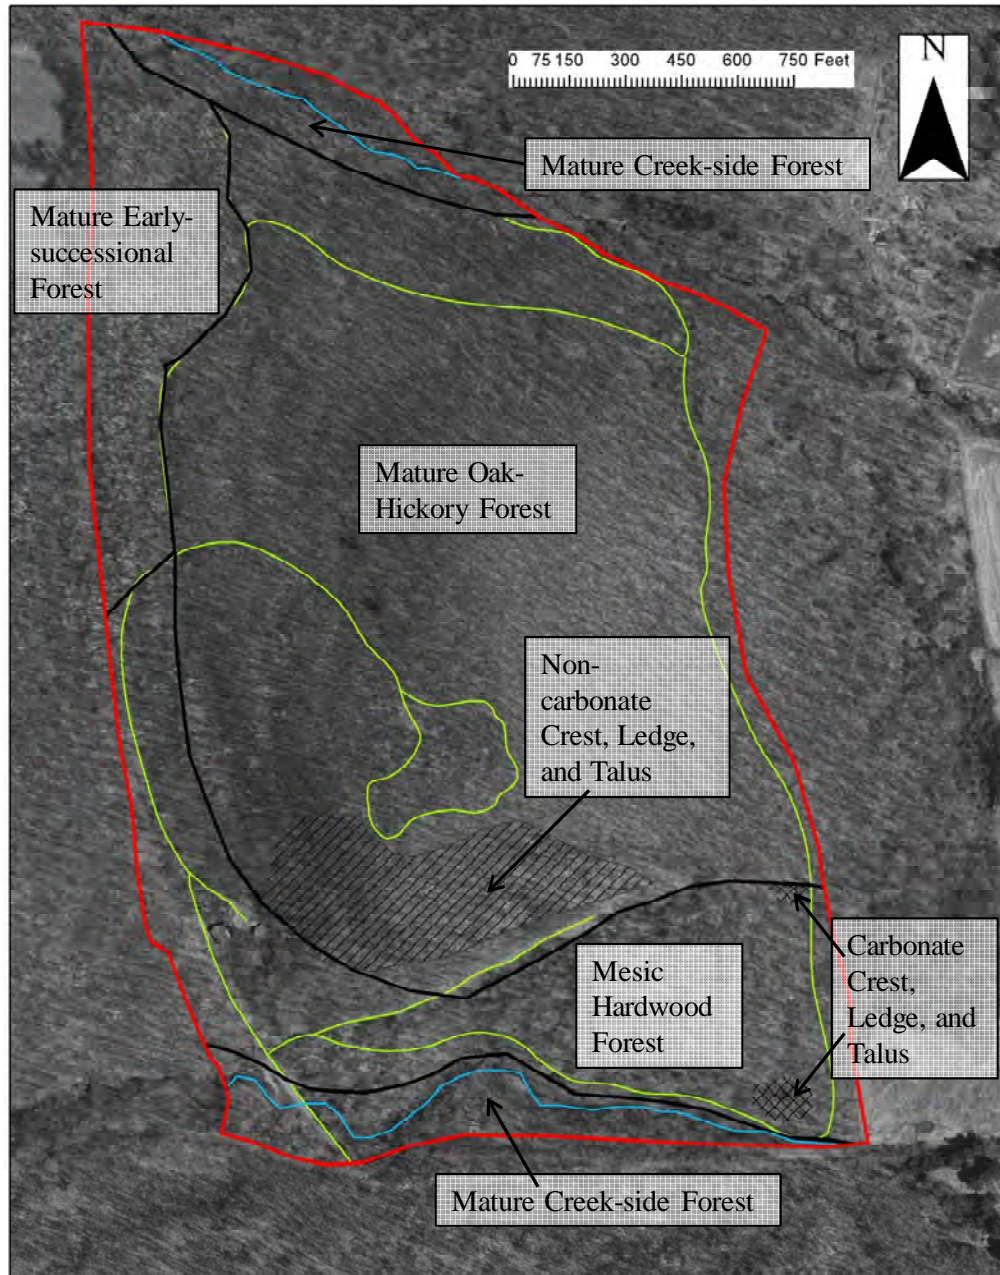 0 75 150 300 450 600 750 Feet
N
Mature Creek-side Forest
Mature Early-
successional
Forest
Mature Oak-
Hickory Forest
Non-
carbonate
Crest, Ledge,
and Talus
Carbonate
Crest,
Ledge, and
Talus
Mesic
Hardwood
Forest
Mature Creek-side Forest